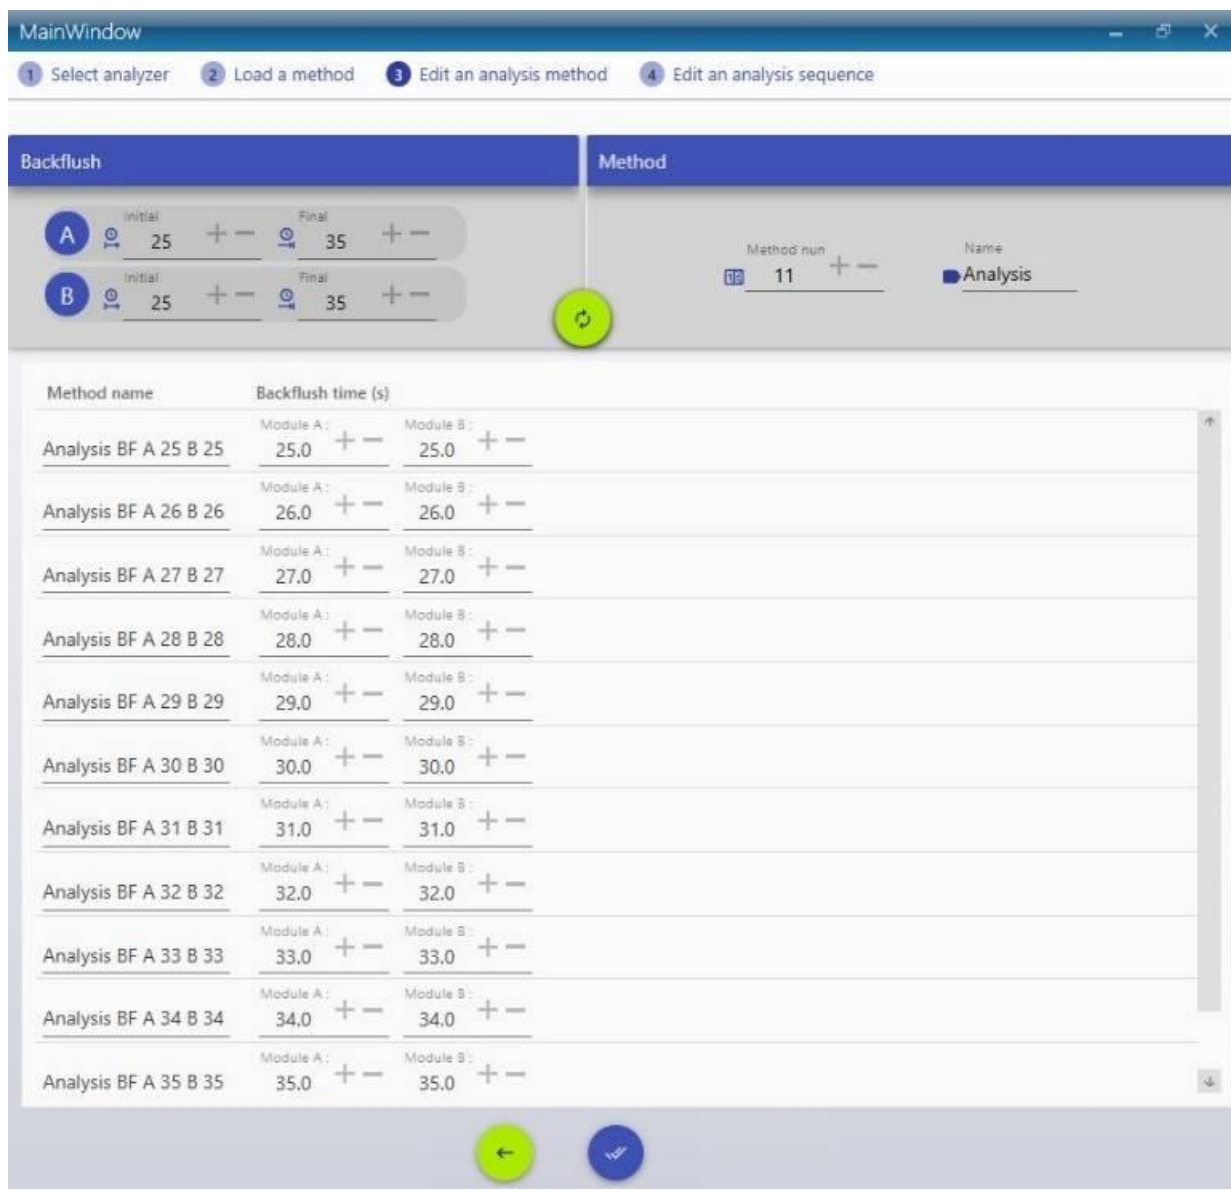 MainWindow
1 Select analyzer 2 Load a method 3 Edit an analysis method 4 Edit an analysis sequence
Backflush Method
A Initial 25 Final 35
B Initial 25 Final 35
Method nun 11 Name Analysis
Method name Backflush time (s)
Analysis BF A 25 B 25 Module A : 25.0 Module B : 25.0
Analysis BF A 26 B 26 Module A : 26.0 Module B : 26.0
Analysis BF A 27 B 27 Module A : 27.0 Module B : 27.0
Analysis BF A 28 B 28 Module A : 28.0 Module B : 28.0
Analysis BF A 29 B 29 Module A : 29.0 Module B : 29.0
Analysis BF A 30 B 30 Module A : 30.0 Module B : 30.0
Analysis BF A 31 B 31 Module A : 31.0 Module B : 31.0
Analysis BF A 32 B 32 Module A : 32.0 Module B : 32.0
Analysis BF A 33 B 33 Module A : 33.0 Module B : 33.0
Analysis BF A 34 B 34 Module A : 34.0 Module B : 34.0
Analysis BF A 35 B 35 Module A : 35.0 Module B : 35.0